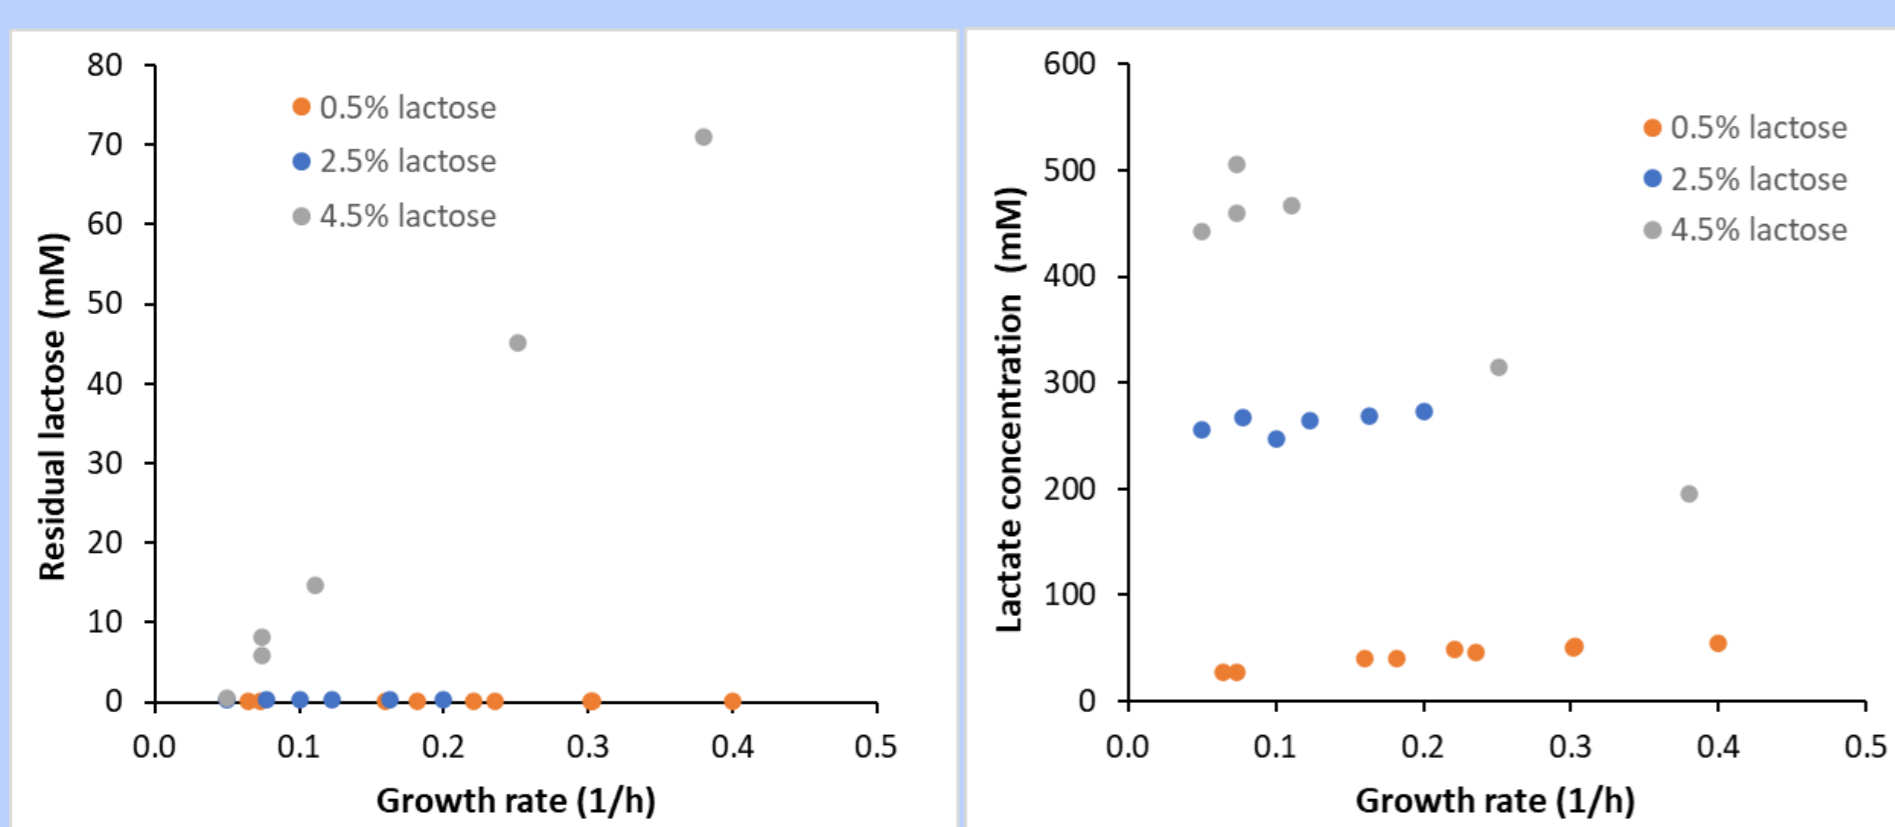 80
70
60
50
40
30
20
10
0
0.0 0.1 0.2 0.3 0.4 0.5
Residual lactose (mM)
Growth rate (1/h)
0.5% lactose
2.5% lactose
4.5% lactose
600
500
400
300
200
100
0
0.0 0.1 0.2 0.3 0.4 0.5
Lactate concentration (mM)
Growth rate (1/h)
0.5% lactose
2.5% lactose
4.5% lactose